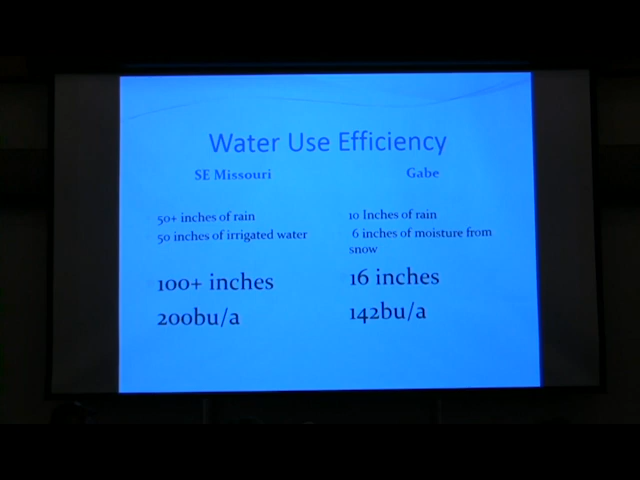 Water Use Efficiency
SE Missouri
50+ inches of rain
50 inches of irrigated water
100+ inches
200bu/a
Gabe
10 Inches of rain
6 inches of moisture from
snow
16 inches
142bu/a